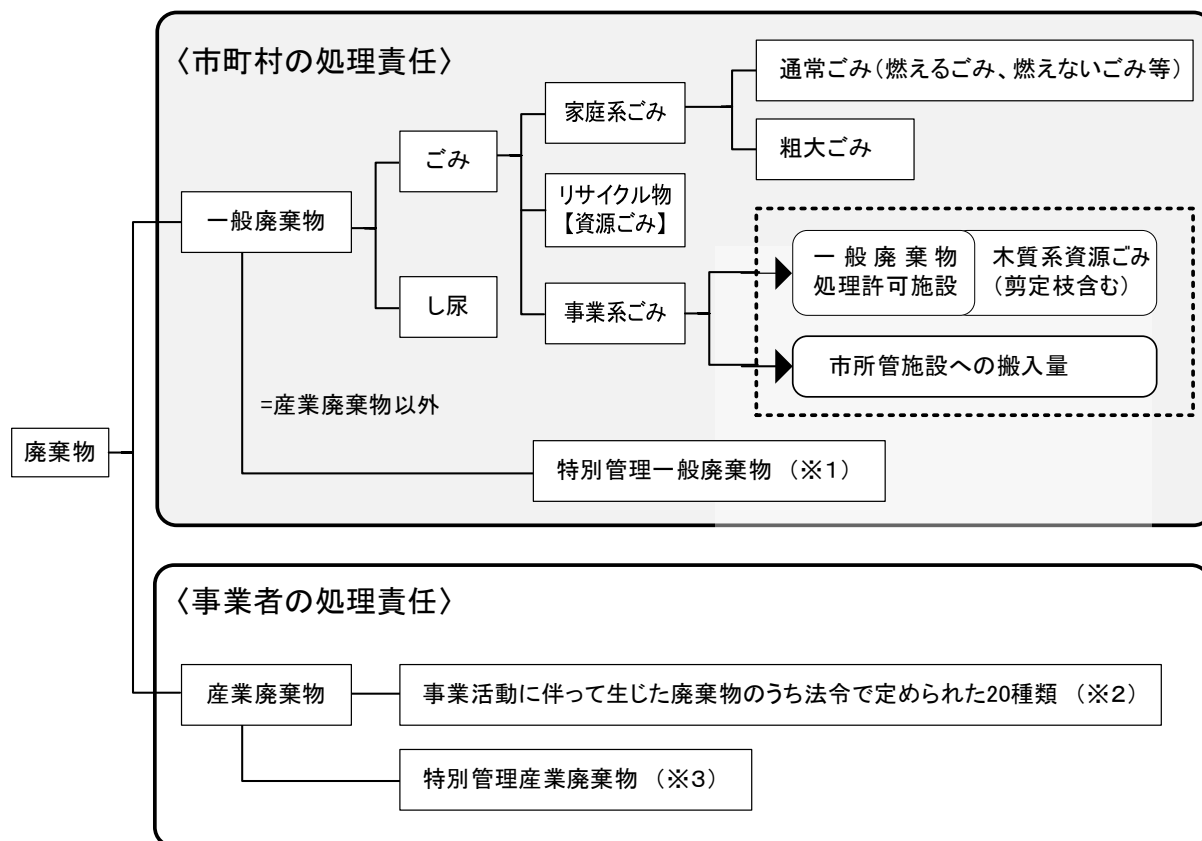 〈市町村の処理責任〉
通常ごみ（燃えるごみ、燃えないごみ等）
家庭系ごみ
粗大ごみ
ごみ
リサイクル物
【資源ごみ】
一般廃棄物
一般廃棄物
処理許可施設
木質系資源ごみ
（剪定枝含む）
し尿
事業系ごみ
市所管施設への搬入量
=産業廃棄物以外
廃棄物
特別管理一般廃棄物 （※1）
〈事業者の処理責任〉
産業廃棄物
事業活動に伴って生じた廃棄物のうち法令で定められた20種類 （※2）
特別管理産業廃棄物 （※3）